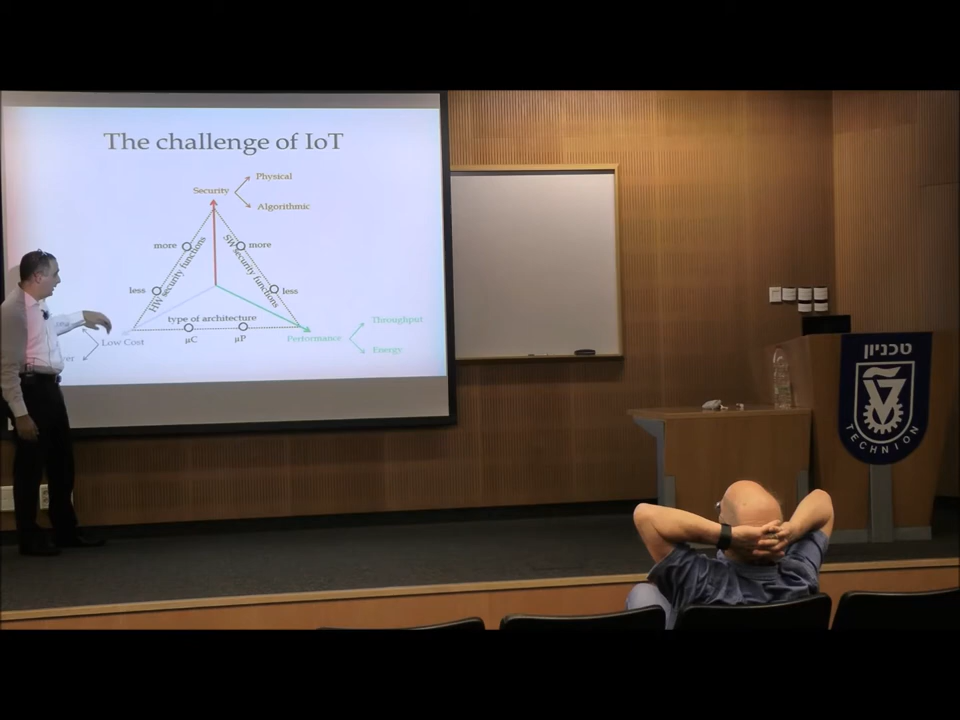 The challenge of IoT
Physical
Security
Algorithmic
more
more
HW security functions
SW security functions
less
less
type of architecture
µC
µP
Throughput
Performance
Low Cost
Energy
טכניון
TECHNION